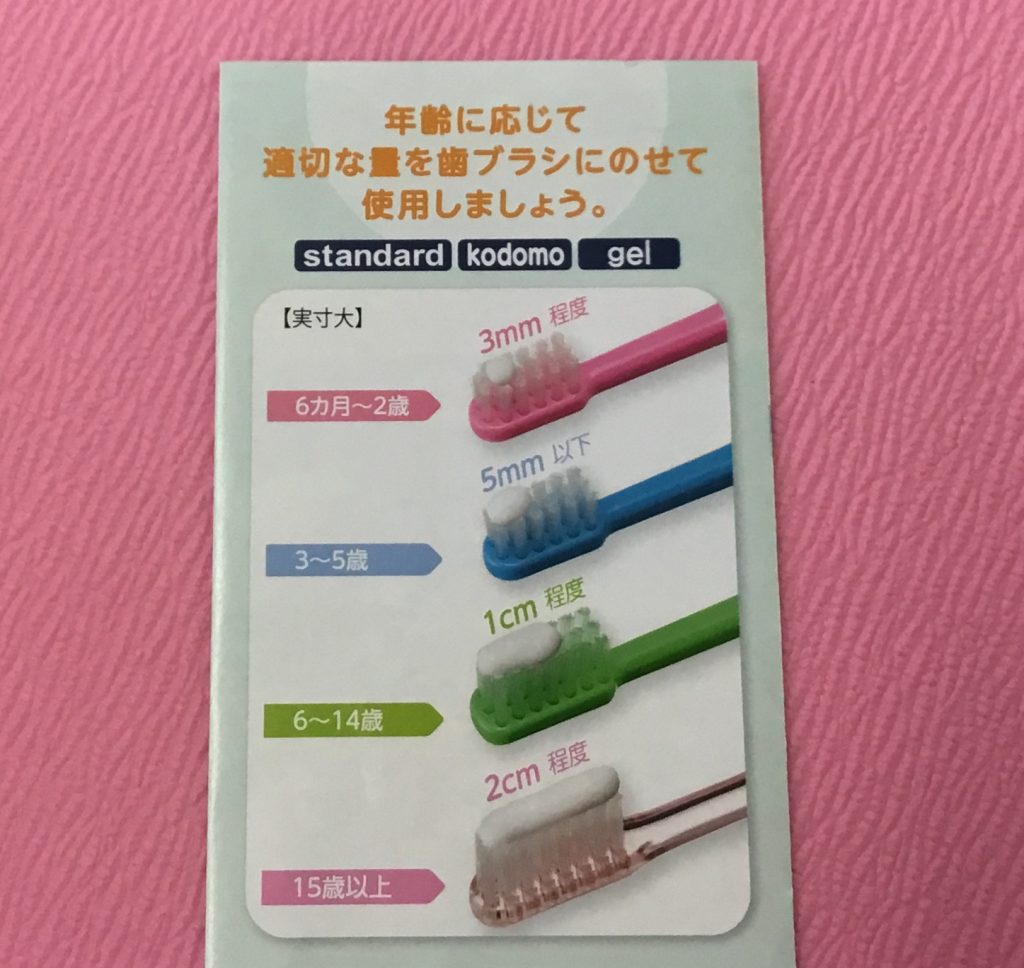 年齢に応じて
適切な量を歯ブラシにのせて
使用しましょう。
standard kodomo gel
【実寸大】
3mm 程度
6カ月～2歳
5mm 以下
3～5歳
1cm 程度
6～14歳
2cm 程度
15歳以上